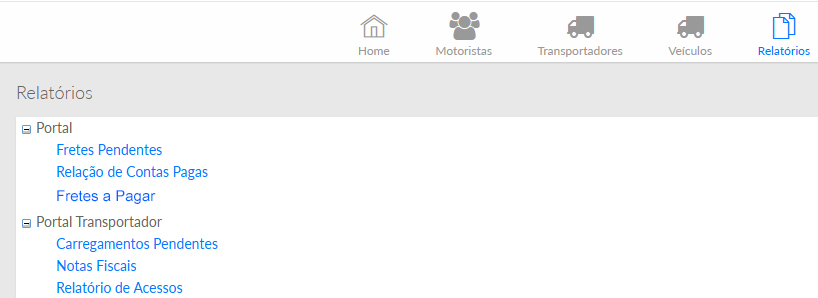 Home Motoristas Transportadores Veículos Relatórios
Relatórios
Portal
Fretes Pendentes
Relação de Contas Pagas
Fretes a Pagar
Portal Transportador
Carregamentos Pendentes
Notas Fiscais
Relatório de Acessos